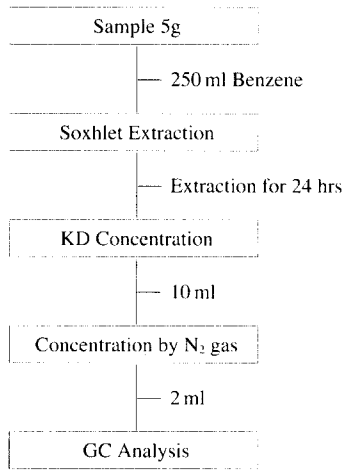 Sample 5g
250 ml Benzene
Soxhlet Extraction
Extraction for 24 hrs
KD Concentration
10 ml
Concentration by N₂ gas
2 ml
GC Analysis